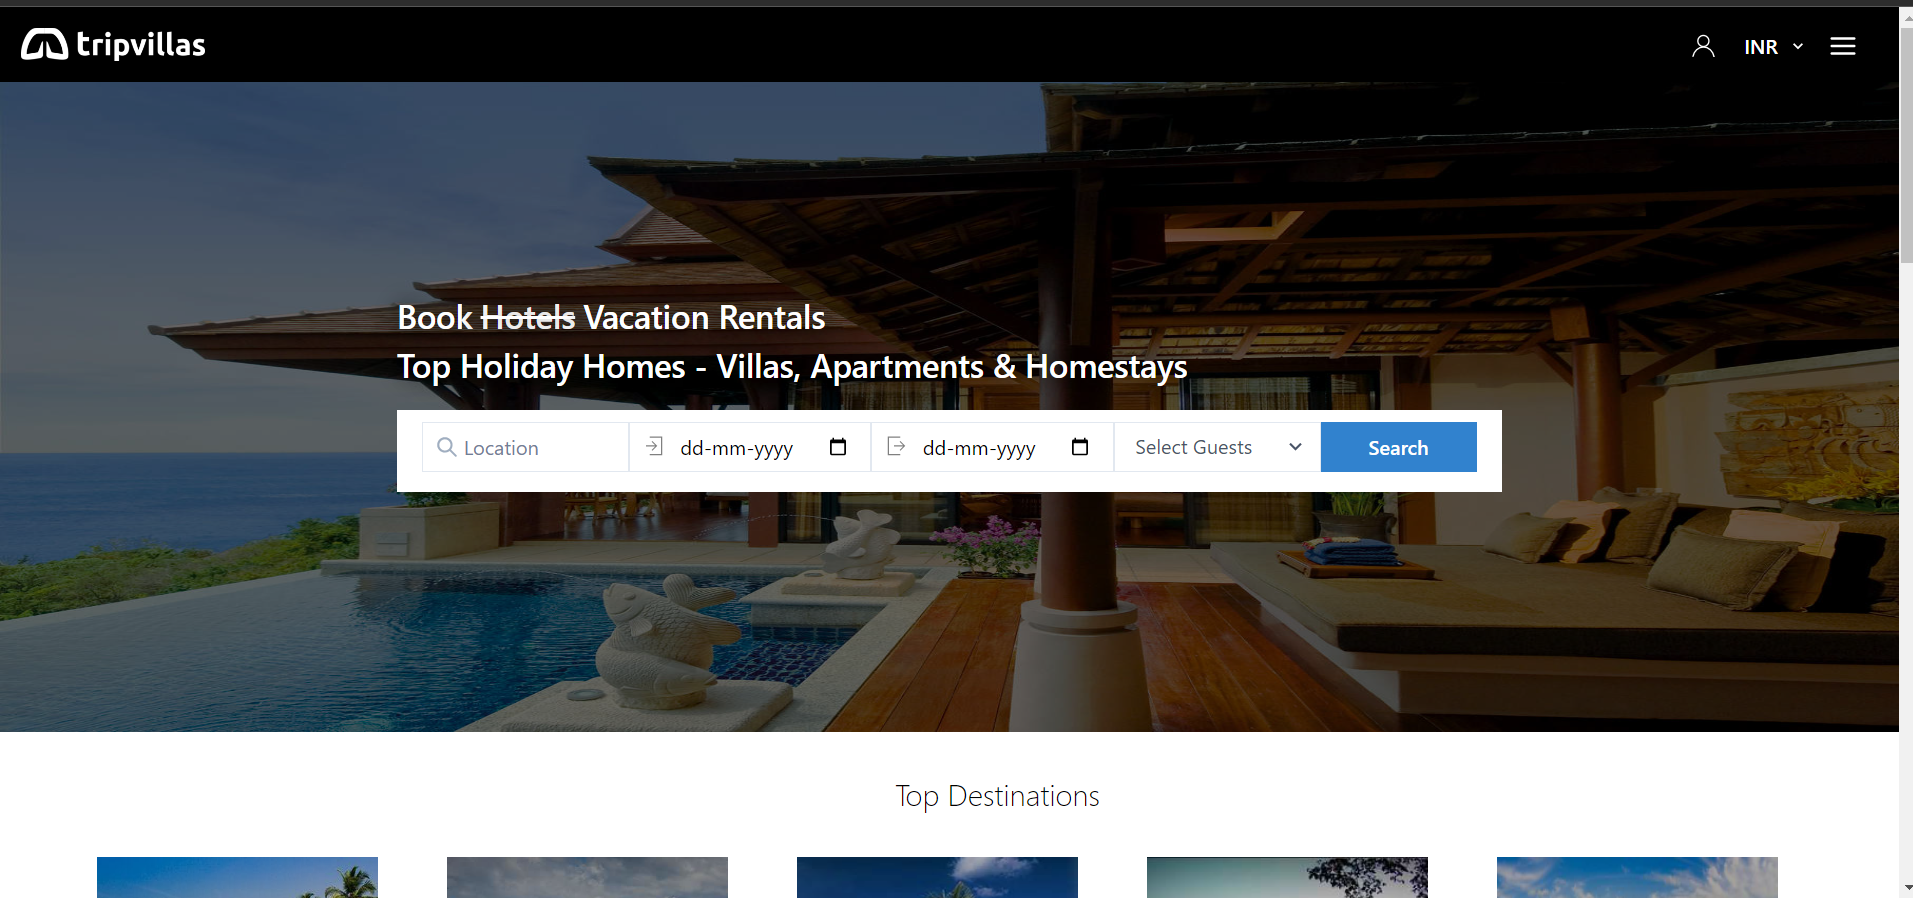 tripvillas
INR
Book Hotels Vacation Rentals
Top Holiday Homes - Villas, Apartments & Homestays
Location
dd-mm-yyyy
dd-mm-yyyy
Select Guests
Search
Top Destinations